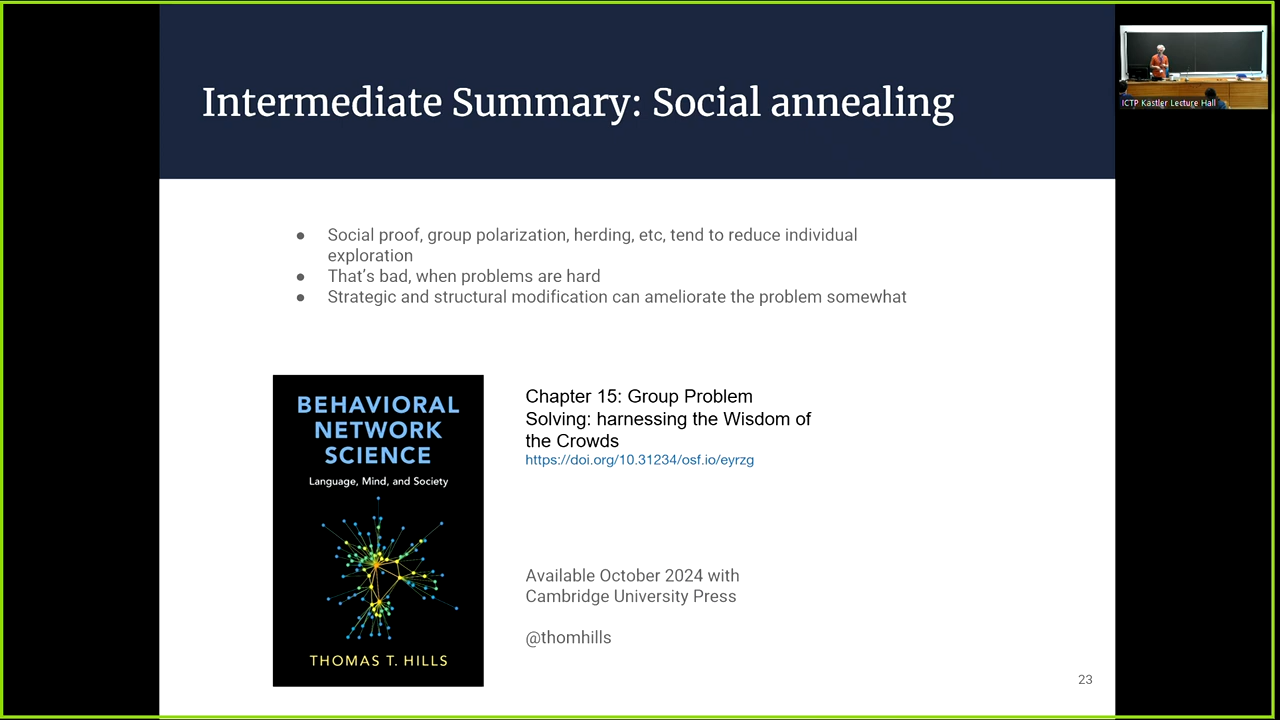 Intermediate Summary: Social annealing
ICTP Kastler Lecture Hall
● Social proof, group polarization, herding, etc, tend to reduce individual
exploration
● That's bad, when problems are hard
● Strategic and structural modification can ameliorate the problem somewhat
BEHAVIORAL
NETWORK
SCIENCE
Language, Mind, and Society
THOMAS T. HILLS
Chapter 15: Group Problem
Solving: harnessing the Wisdom of
the Crowds
https://doi.org/10.31234/osf.io/eyrzg
Available October 2024 with
Cambridge University Press
@thomhills
23